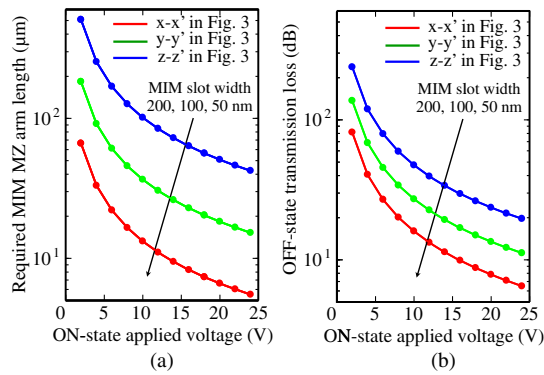 Required MIM MZ arm length (µm)
x-x' in Fig. 3
y-y' in Fig. 3
z-z' in Fig. 3
MIM slot width
200, 100, 50 nm
10²
10¹
0 5 10 15 20 25
ON-state applied voltage (V)
(a)
OFF-state transmission loss (dB)
x-x' in Fig. 3
y-y' in Fig. 3
z-z' in Fig. 3
MIM slot width
200, 100, 50 nm
10²
10¹
0 5 10 15 20 25
ON-state applied voltage (V)
(b)